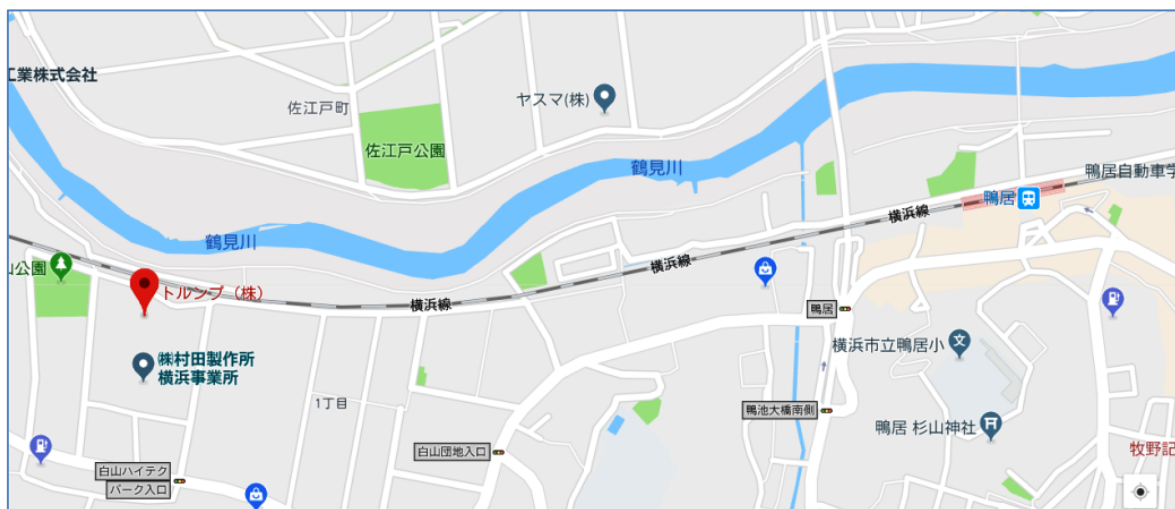 工業株式会社
佐江戸町
ヤスマ(株)
佐江戸公園
鶴見川
鴨居自動車学
鴨居
横浜線
鶴見川
横浜線
山公園
トルンプ (株)
横浜線
鴨居
㈱村田製作所
横浜事業所
横浜市立鴨居小
文
1丁目
鴨池大橋南側
鴨居 杉山神社
白山団地入口
牧野記
白山ハイテク
パーク入口